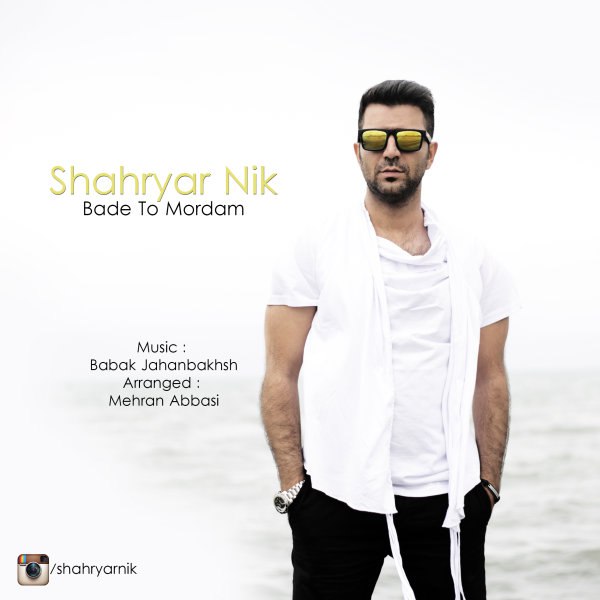 Shahryar Nik
Bade To Mordam
Music :
Babak Jahanbakhsh
Arranged :
Mehran Abbasi
/shahryarnik